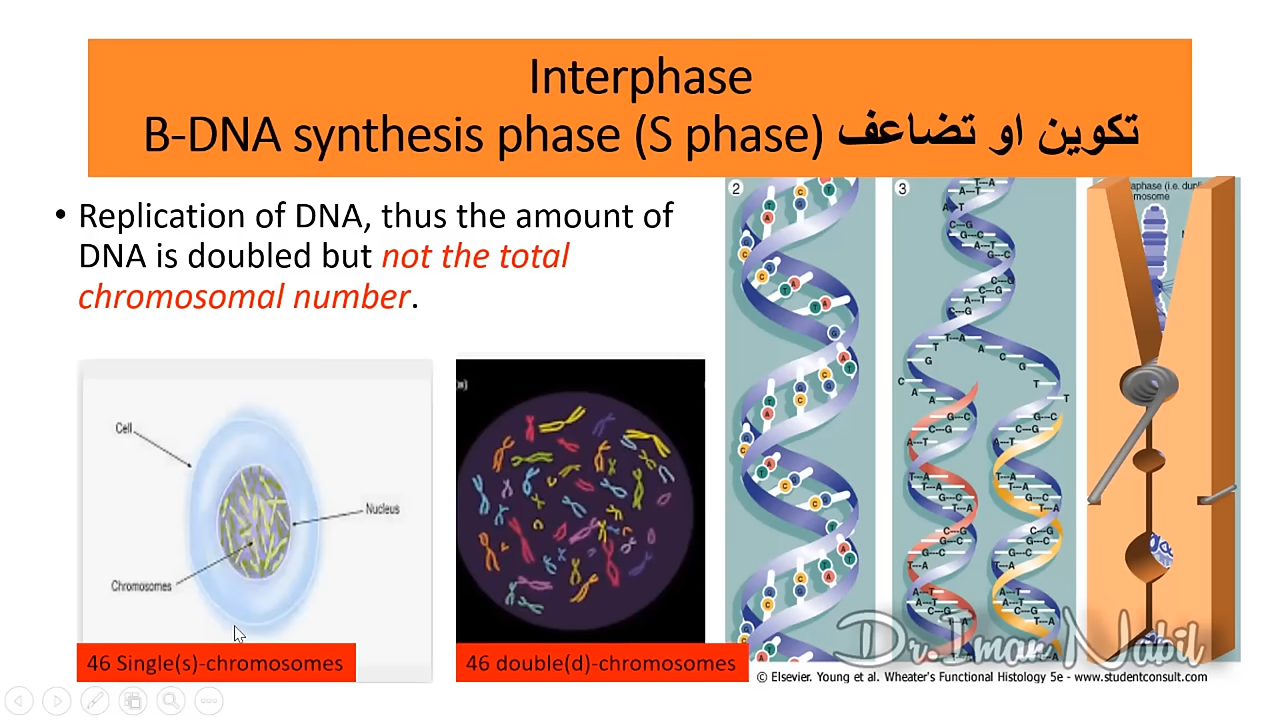 Interphase
B-DNA synthesis phase (S phase) تكوين او تضاعف
• Replication of DNA, thus the amount of
DNA is doubled but not the total
chromosomal number.
Cell
Nucleus
Chromosomes
46 Single(s)-chromosomes
46 double(d)-chromosomes
2
3
Dr.Iman Nabil
© Elsevier. Young et al. Wheater's Functional Histology 5e - www.studentconsult.com